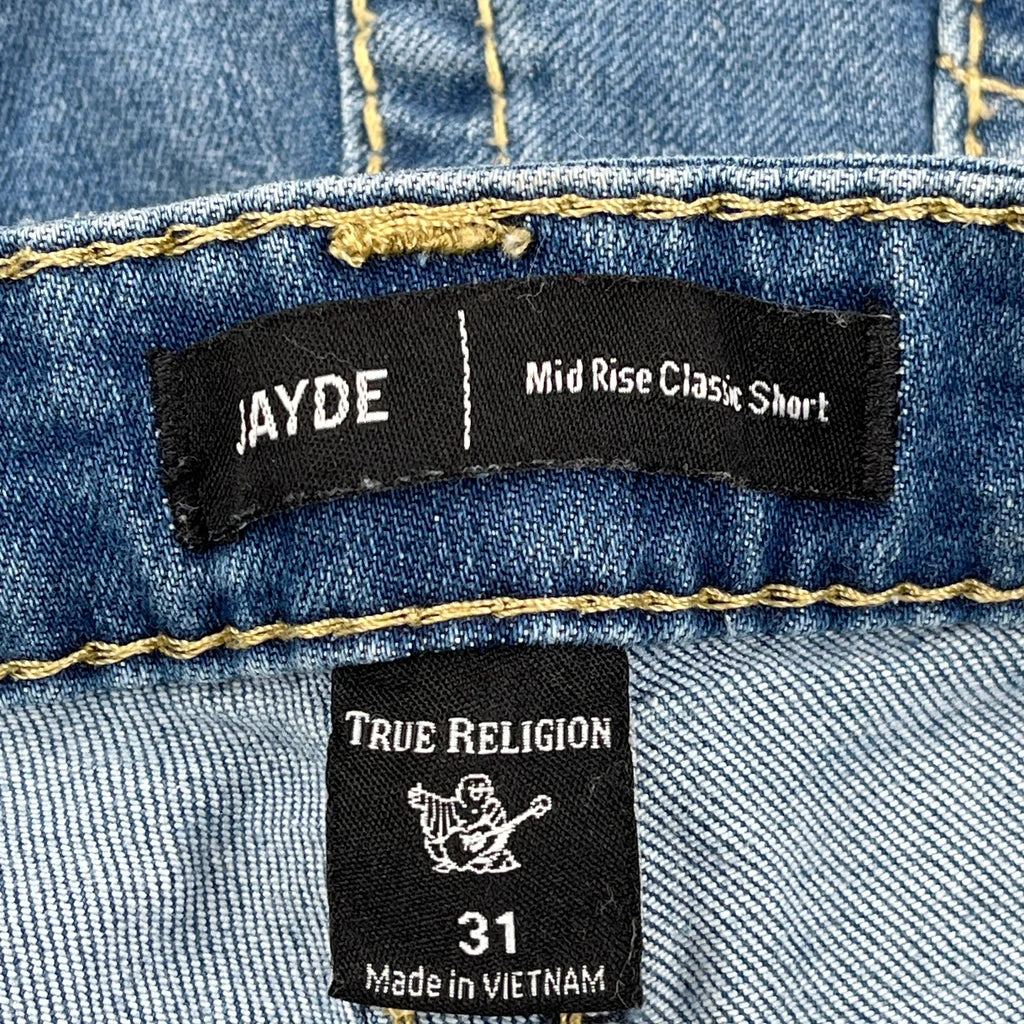 JAYDE | Mid Rise Classic Short
TRUE RELIGION
31
Made in VIETNAM